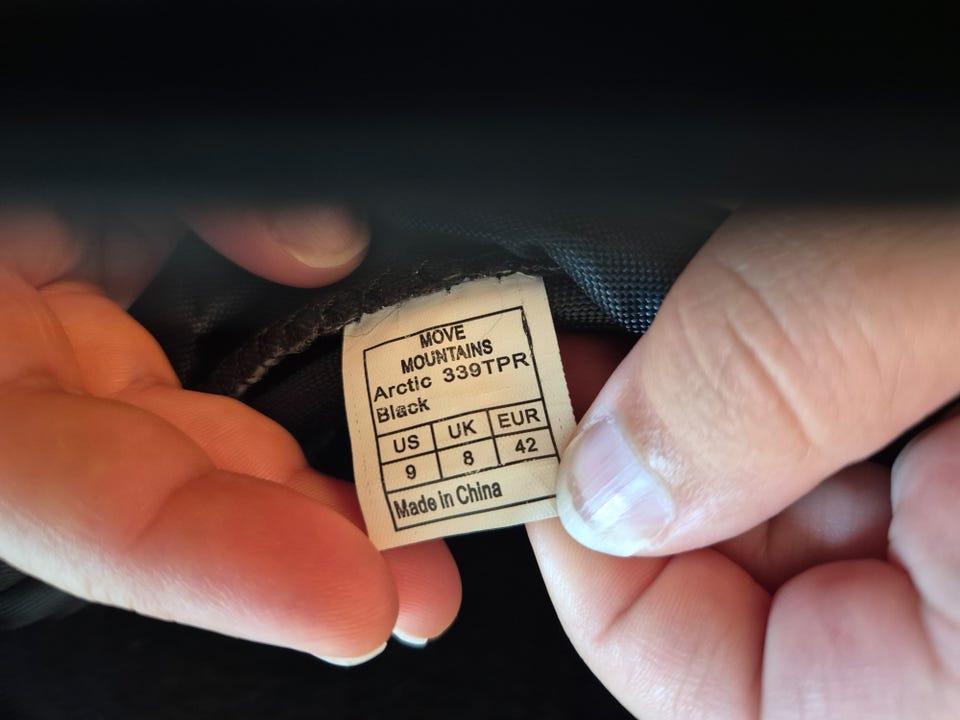 MOVE
MOUNTAINS
Arctic 339TPR
Black
US UK EUR
9 8 42
Made in China